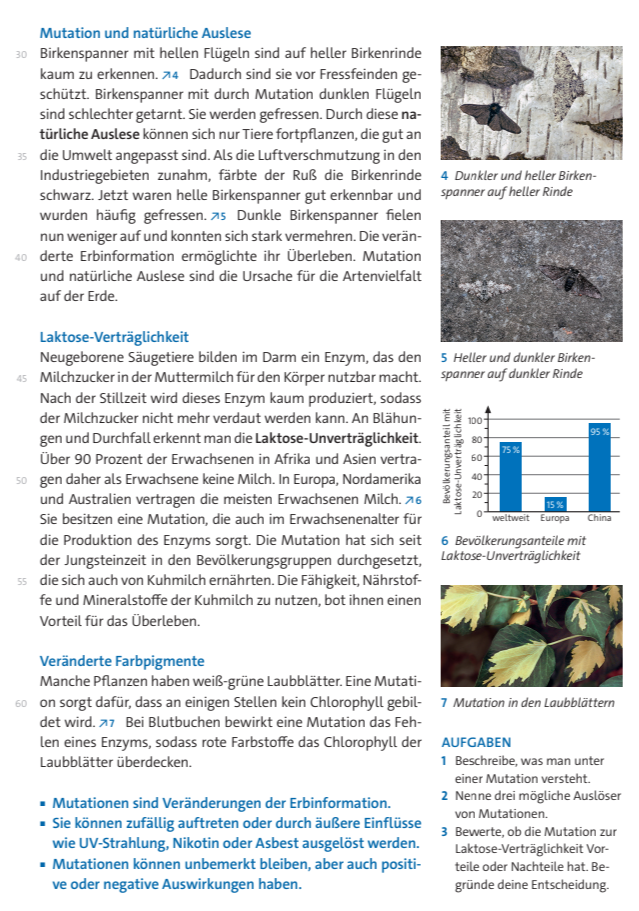 Mutation und natürliche Auslese
30 Birkenspanner mit hellen Flügeln sind auf heller Birkenrinde
kaum zu erkennen. ↗4 Dadurch sind sie vor Fressfeinden ge-
schützt. Birkenspanner mit durch Mutation dunklen Flügeln
sind schlechter getarnt. Sie werden gefressen. Durch diese na-
türliche Auslese können sich nur Tiere fortpflanzen, die gut an
35 die Umwelt angepasst sind. Als die Luftverschmutzung in den
Industriegebieten zunahm, färbte der Ruß die Birkenrinde
schwarz. Jetzt waren helle Birkenspanner gut erkennbar und
wurden häufig gefressen. ↗5 Dunkle Birkenspanner fielen
nun weniger auf und konnten sich stark vermehren. Die verän-
40 derte Erbinformation ermöglichte ihr Überleben. Mutation
und natürliche Auslese sind die Ursache für die Artenvielfalt
auf der Erde.
Laktose-Verträglichkeit
Neugeborene Säugetiere bilden im Darm ein Enzym, das den
45 Milchzucker in der Muttermilch für den Körper nutzbar macht.
Nach der Stillzeit wird dieses Enzym kaum produziert, sodass
der Milchzucker nicht mehr verdaut werden kann. An Blähun-
gen und Durchfall erkennt man die Laktose-Unverträglichkeit.
Über 90 Prozent der Erwachsenen in Afrika und Asien vertra-
50 gen daher als Erwachsene keine Milch. In Europa, Nordamerika
und Australien vertragen die meisten Erwachsenen Milch. ↗6
Sie besitzen eine Mutation, die auch im Erwachsenenalter für
die Produktion des Enzyms sorgt. Die Mutation hat sich seit
der Jungsteinzeit in den Bevölkerungsgruppen durchgesetzt,
55 die sich auch von Kuhmilch ernährten. Die Fähigkeit, Nährstof-
fe und Mineralstoffe der Kuhmilch zu nutzen, bot ihnen einen
Vorteil für das Überleben.
Veränderte Farbpigmente
Manche Pflanzen haben weiß-grüne Laubblätter. Eine Mutati-
60 on sorgt dafür, dass an einigen Stellen kein Chlorophyll gebil-
det wird. ↗7 Bei Blutbuchen bewirkt eine Mutation das Feh-
len eines Enzyms, sodass rote Farbstoffe das Chlorophyll der
Laubblätter überdecken.
▪ Mutationen sind Veränderungen der Erbinformation.
▪ Sie können zufällig auftreten oder durch äußere Einflüsse
wie UV-Strahlung, Nikotin oder Asbest ausgelöst werden.
▪ Mutationen können unbemerkt bleiben, aber auch positi-
ve oder negative Auswirkungen haben.
4 Dunkler und heller Birken-
spanner auf heller Rinde
5 Heller und dunkler Birken-
spanner auf dunkler Rinde
Bevölkerungsanteil mit
Laktose-Unverträglichkeit
100
80
60
40
20
0
75 %
15 %
95 %
weltweit Europa China
6 Bevölkerungsanteile mit
Laktose-Unverträglichkeit
7 Mutation in den Laubblättern
AUFGABEN
1 Beschreibe, was man unter
einer Mutation versteht.
2 Nenne drei mögliche Auslöser
von Mutationen.
3 Bewerte, ob die Mutation zur
Laktose-Verträglichkeit Vor-
teile oder Nachteile hat. Be-
gründe deine Entscheidung.